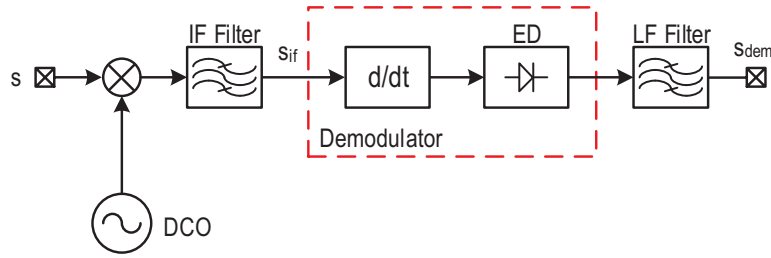 IF Filter
ED
LF Filter
s
s_if
d/dt
s_dem
Demodulator
DCO